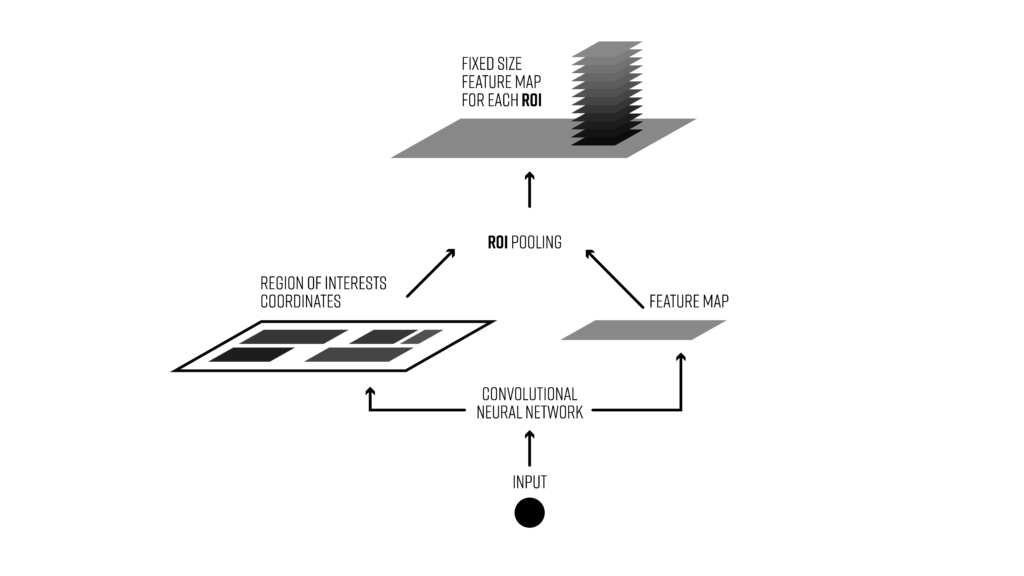 FIXED SIZE
FEATURE MAP
FOR EACH ROI
ROI POOLING
REGION OF INTERESTS
COORDINATES
FEATURE MAP
CONVOLUTIONAL
NEURAL NETWORK
INPUT